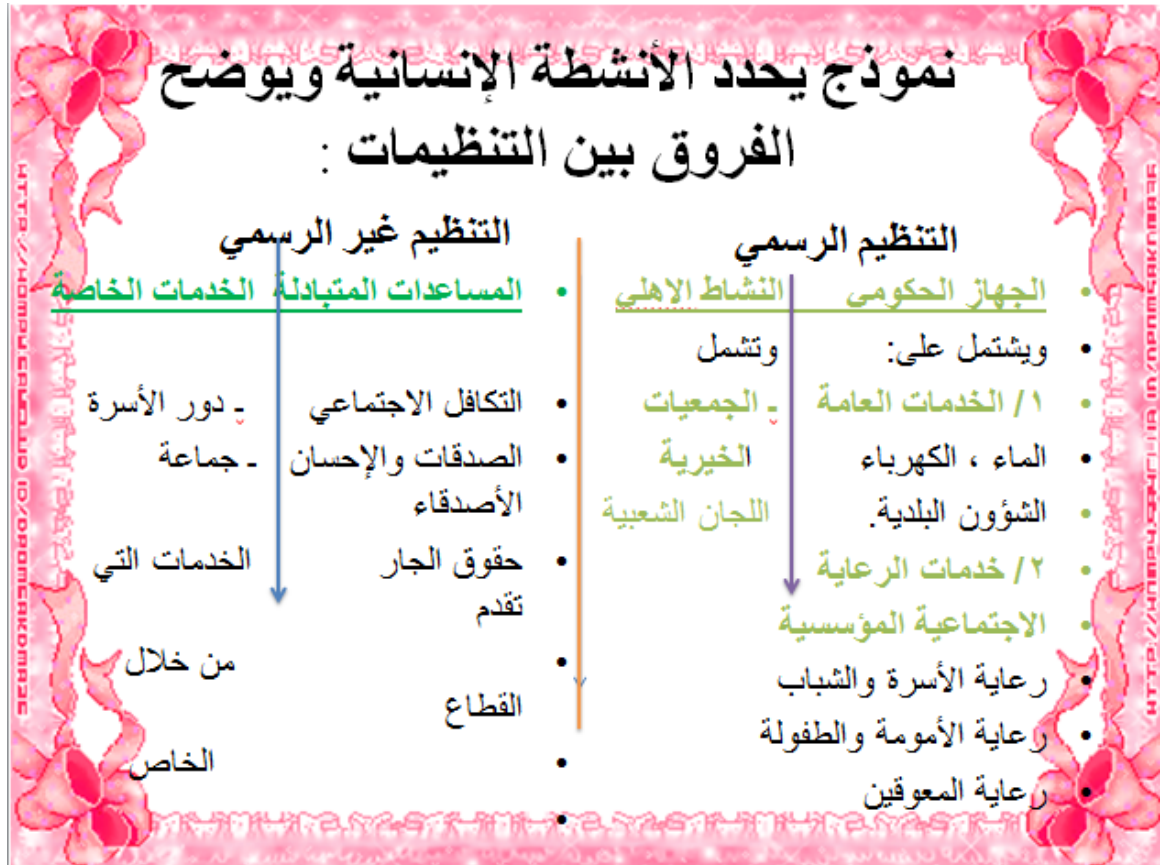 نموذج يحدد الأنشطة الإنسانية ويوضح
الفروق بين التنظيمات :
التنظيم الرسمي
• الجهاز الحكومي النشاط الاهلي
• ويشتمل على: وتشمل
• ١/ الخدمات العامة ـ الجمعيات
• الماء ، الكهرباء الخيرية
• الشؤون البلدية. اللجان الشعبية
• ٢/ خدمات الرعاية
• الاجتماعية المؤسسية
• رعاية الأسرة والشباب
• رعاية الأمومة والطفولة
• رعاية المعوقين
التنظيم غير الرسمي
• المساعدات المتبادلة الخدمات الخاصة
• التكافل الاجتماعي ـ دور الأسرة
• الصدقات والإحسان ـ جماعة
الأصدقاء
• حقوق الجار الخدمات التي
تقدم
• من خلال
القطاع
• الخاص
•